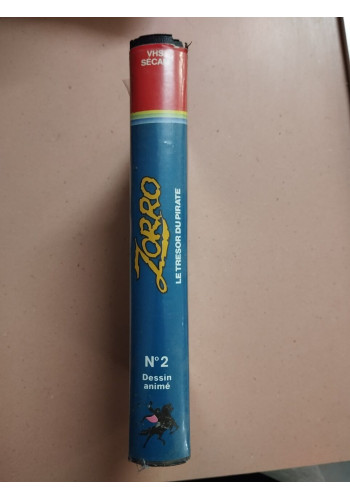 VHS
SECAM
ZORRO
LE TRESOR DU PIRATE
N° 2
Dessin
animé